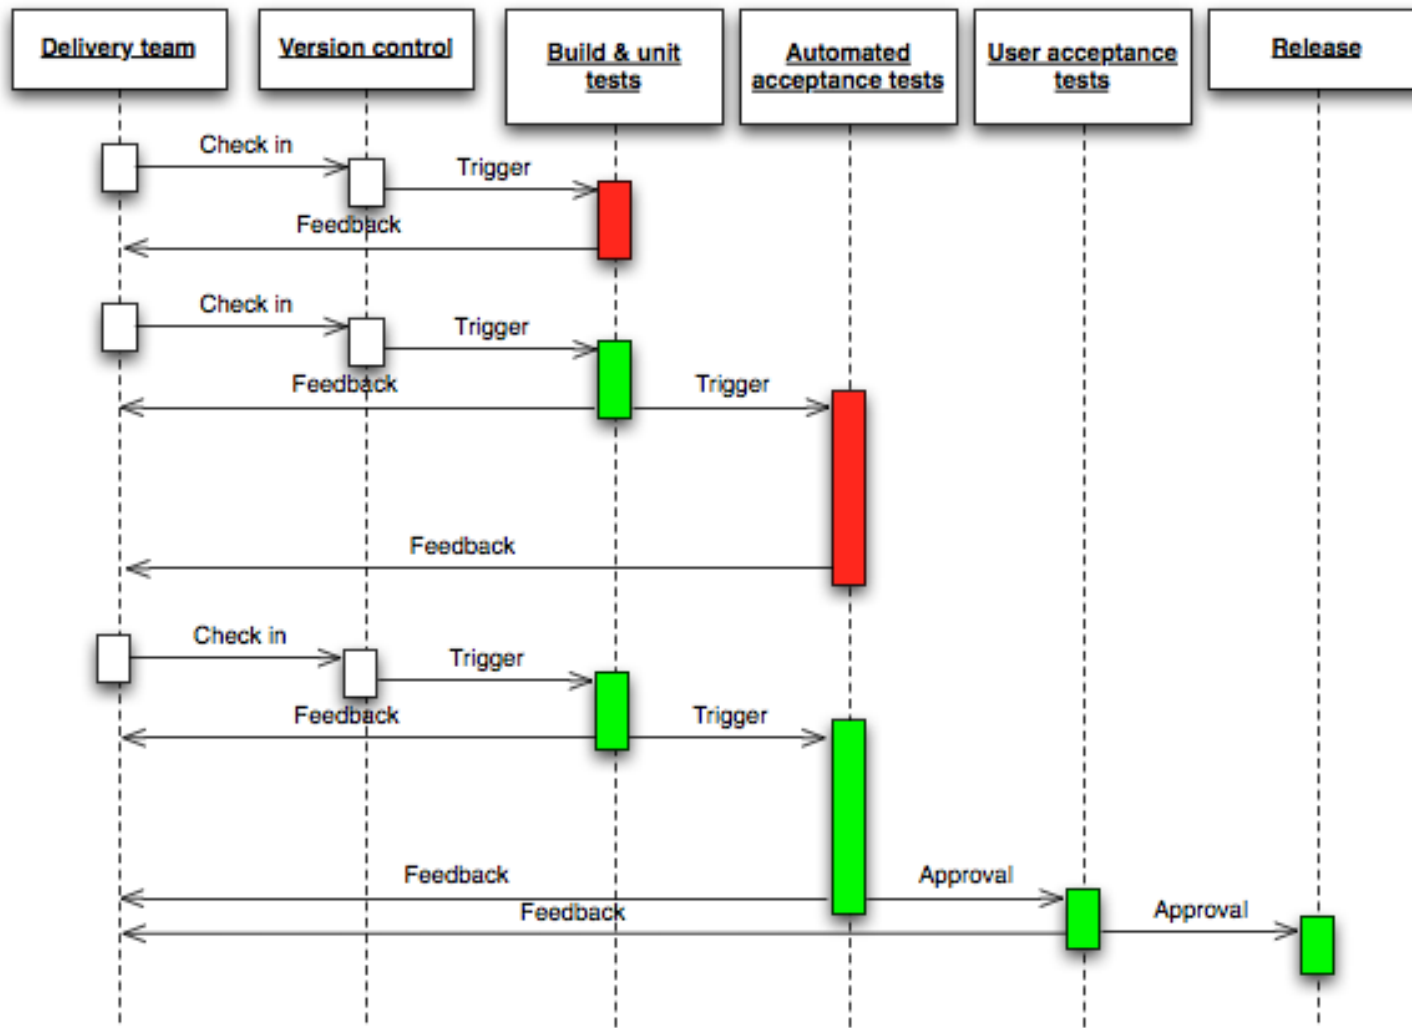 Delivery team
Version control
Build & unit
tests
Automated
acceptance tests
User acceptance
tests
Release
Check in
Trigger
Feedback
Check in
Trigger
Feedback
Trigger
Feedback
Check in
Trigger
Feedback
Trigger
Feedback
Approval
Feedback
Approval